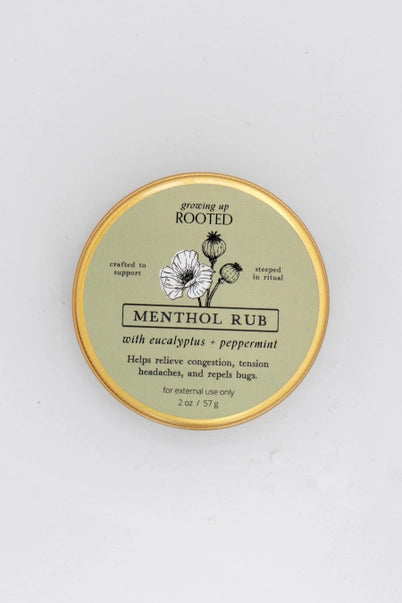 growing up
ROOTED
crafted to
support
steeped
in ritual
MENTHOL RUB
with eucalyptus + peppermint
Helps relieve congestion, tension
headaches, and repels bugs.
for external use only
2 oz / 57 g